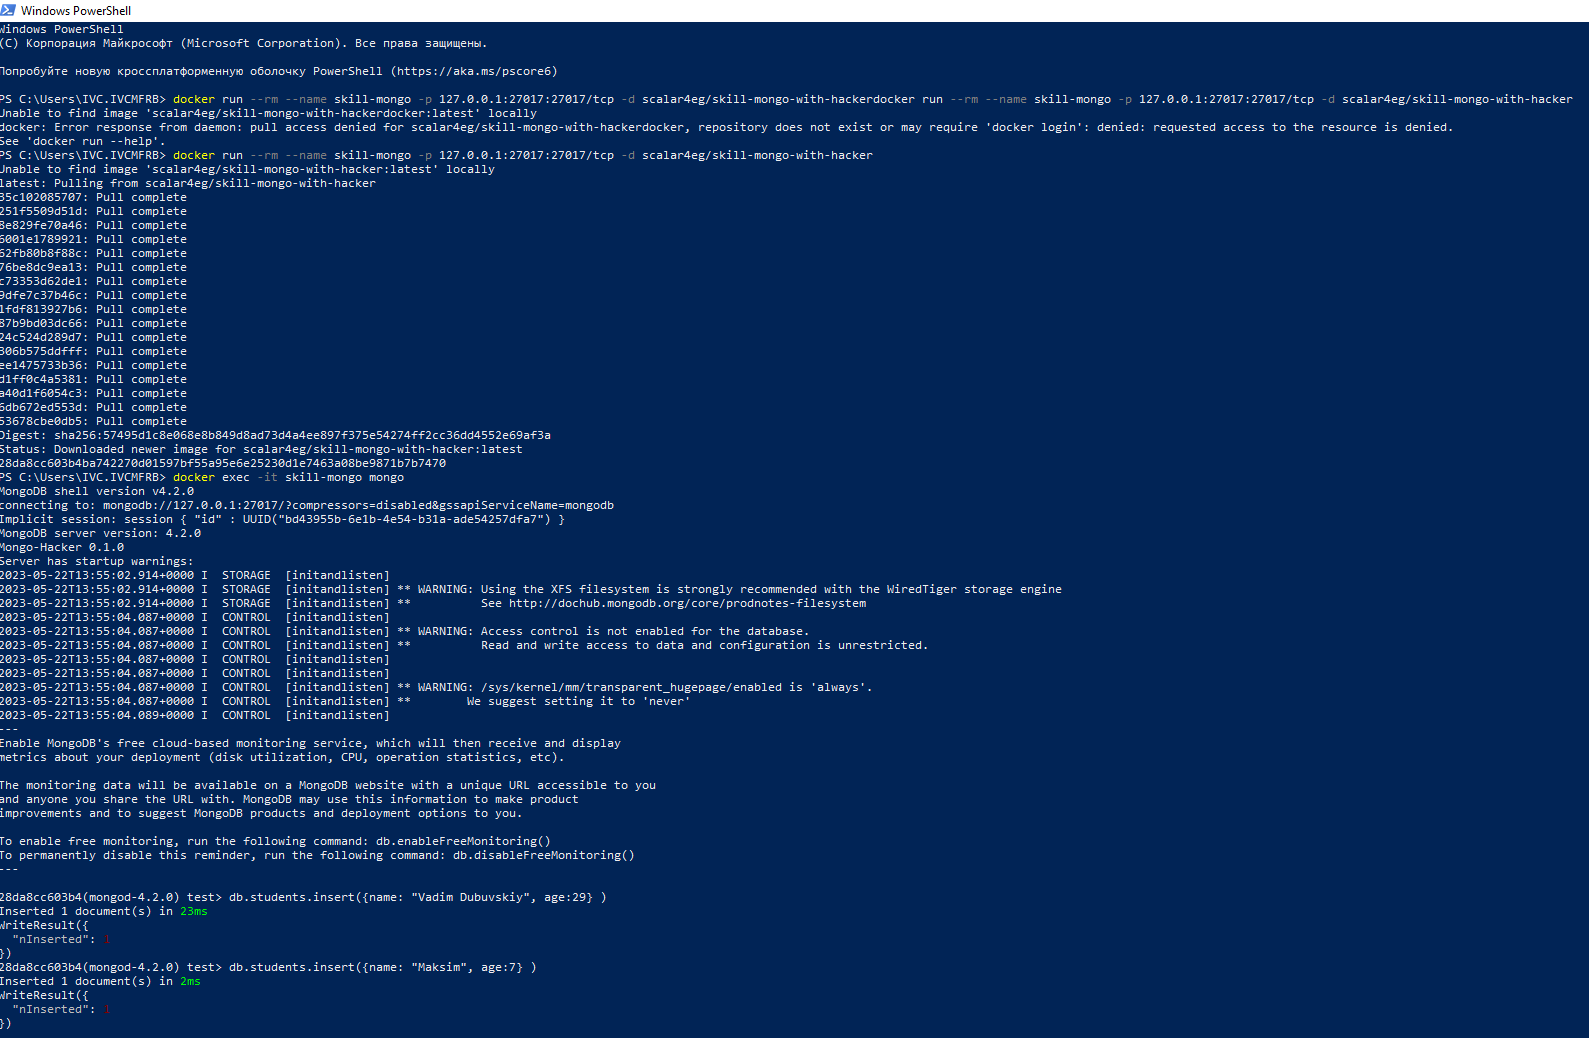 Windows PowerShell
Windows PowerShell
(C) Корпорация Майкрософт (Microsoft Corporation). Все права защищены.
Попробуйте новую кроссплатформенную оболочку PowerShell (https://aka.ms/pscore6)
PS C:\Users\IVC.IVCMFRB> docker run --rm --name skill-mongo -p 127.0.0.1:27017:27017/tcp -d scalar4eg/skill-mongo-with-hackerdocker run --rm --name skill-mongo -p 127.0.0.1:27017:27017/tcp -d scalar4eg/skill-mongo-with-hacker
Unable to find image 'scalar4eg/skill-mongo-with-hackerdocker:latest' locally
docker: Error response from daemon: pull access denied for scalar4eg/skill-mongo-with-hackerdocker, repository does not exist or may require 'docker login': denied: requested access to the resource is denied.
See 'docker run --help'.
PS C:\Users\IVC.IVCMFRB> docker run --rm --name skill-mongo -p 127.0.0.1:27017:27017/tcp -d scalar4eg/skill-mongo-with-hacker
Unable to find image 'scalar4eg/skill-mongo-with-hacker:latest' locally
latest: Pulling from scalar4eg/skill-mongo-with-hacker
35c102085707: Pull complete
251f5509d51d: Pull complete
8e829fe70a46: Pull complete
6001e1789921: Pull complete
62fb80b8f88c: Pull complete
76be8dc9ea13: Pull complete
c73353d62de1: Pull complete
9dfe7c37b46c: Pull complete
1fdf813927b6: Pull complete
87b9bd03dc66: Pull complete
24c524d289d7: Pull complete
306b575ddfff: Pull complete
ee1475733b36: Pull complete
d1ff0c4a5381: Pull complete
a40d1f6054c3: Pull complete
6db672ed553d: Pull complete
53678cbe0db5: Pull complete
Digest: sha256:57495d1c8e068e8b849d8ad73d4a4ee897f375e54274ff2cc36dd4552e69af3a
Status: Downloaded newer image for scalar4eg/skill-mongo-with-hacker:latest
28da8cc603b4ba742270d01597bf55a95e6e25230d1e7463a08be9871b7b7470
PS C:\Users\IVC.IVCMFRB> docker exec -it skill-mongo mongo
MongoDB shell version v4.2.0
connecting to: mongodb://127.0.0.1:27017/?compressors=disabled&gssapiServiceName=mongodb
Implicit session: session { "id" : UUID("bd43955b-6e1b-4e54-b31a-ade54257dfa7") }
MongoDB server version: 4.2.0
Mongo-Hacker 0.1.0
Server has startup warnings:
2023-05-22T13:55:02.914+0000 I  STORAGE  [initandlisten]
2023-05-22T13:55:02.914+0000 I  STORAGE  [initandlisten] ** WARNING: Using the XFS filesystem is strongly recommended with the WiredTiger storage engine
2023-05-22T13:55:02.914+0000 I  STORAGE  [initandlisten] **          See http://dochub.mongodb.org/core/prodnotes-filesystem
2023-05-22T13:55:04.087+0000 I  CONTROL  [initandlisten]
2023-05-22T13:55:04.087+0000 I  CONTROL  [initandlisten] ** WARNING: Access control is not enabled for the database.
2023-05-22T13:55:04.087+0000 I  CONTROL  [initandlisten] **          Read and write access to data and configuration is unrestricted.
2023-05-22T13:55:04.087+0000 I  CONTROL  [initandlisten]
2023-05-22T13:55:04.087+0000 I  CONTROL  [initandlisten]
2023-05-22T13:55:04.087+0000 I  CONTROL  [initandlisten] ** WARNING: /sys/kernel/mm/transparent_hugepage/enabled is 'always'.
2023-05-22T13:55:04.087+0000 I  CONTROL  [initandlisten] **        We suggest setting it to 'never'
2023-05-22T13:55:04.089+0000 I  CONTROL  [initandlisten]
---
Enable MongoDB's free cloud-based monitoring service, which will then receive and display
metrics about your deployment (disk utilization, CPU, operation statistics, etc).
The monitoring data will be available on a MongoDB website with a unique URL accessible to you
and anyone you share the URL with. MongoDB may use this information to make product
improvements and to suggest MongoDB products and deployment options to you.
To enable free monitoring, run the following command: db.enableFreeMonitoring()
To permanently disable this reminder, run the following command: db.disableFreeMonitoring()
---
28da8cc603b4(mongod-4.2.0) test> db.students.insert({name: "Vadim Dubuvskiy", age:29} )
Inserted 1 document(s) in 23ms
WriteResult({
  "nInserted": 1
})
28da8cc603b4(mongod-4.2.0) test> db.students.insert({name: "Maksim", age:7} )
Inserted 1 document(s) in 2ms
WriteResult({
  "nInserted": 1
})